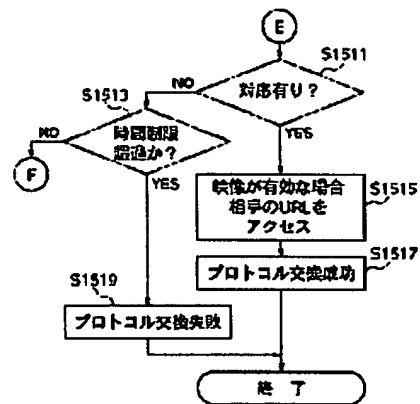 E
S1511
対応有り？
NO
YES
S1513
時間制限
超過か？
NO
YES
F
映像が有効な場合
相手のURLを
アクセス
S1515
プロトコル交換成功
S1517
S1519
プロトコル交換失敗
終了